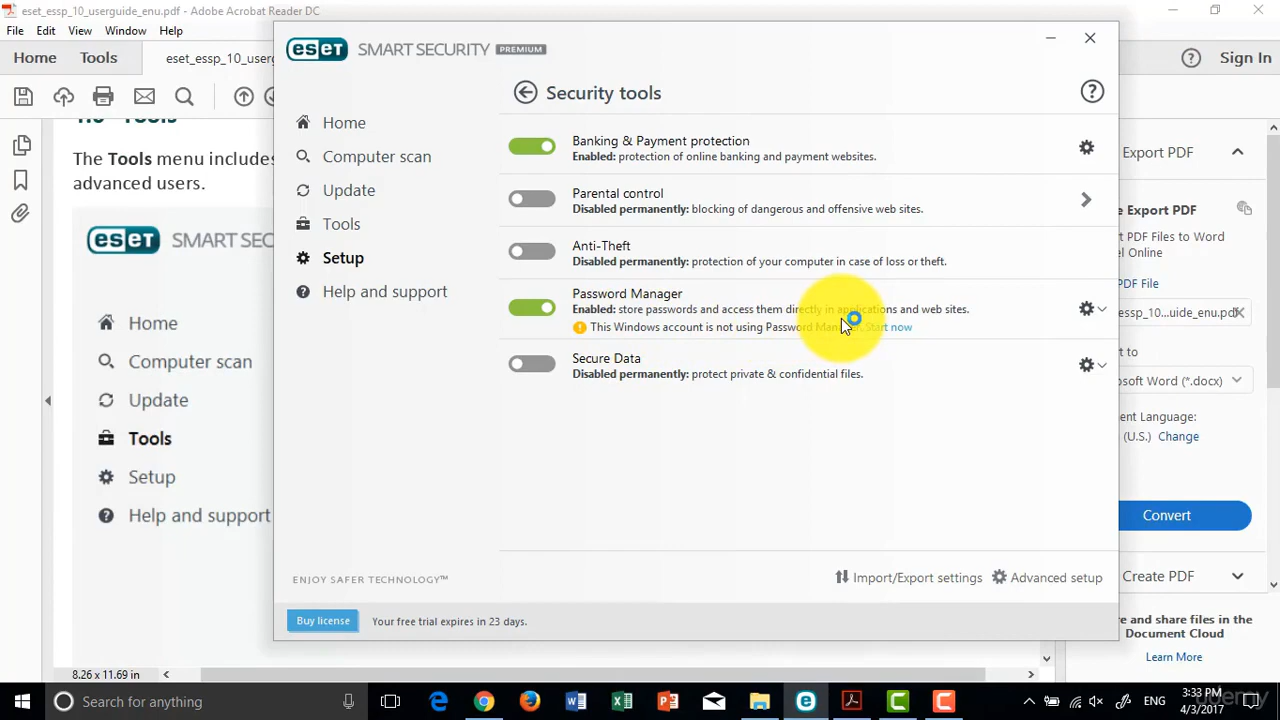 eset_essp_10_userguide_enu.pdf - Adobe Acrobat Reader DC
File Edit View Window Help
Home Tools eset_essp_10_userg
Sign In
The Tools menu includes
advanced users.
eset SMART SEC
Home
Computer scan
Update
Tools
Setup
Help and support
8.26 x 11.69 in
eset SMART SECURITY PREMIUM
Home
Computer scan
Update
Tools
Setup
Help and support
Security tools
Banking & Payment protection
Enabled: protection of online banking and payment websites.
Parental control
Disabled permanently: blocking of dangerous and offensive web sites.
Anti-Theft
Disabled permanently: protection of your computer in case of loss or theft.
Password Manager
Enabled: store passwords and access them directly in applications and web sites.
This Windows account is not using Password Manager. Start now
Secure Data
Disabled permanently: protect private & confidential files.
ENJOY SAFER TECHNOLOGY™
Import/Export settings Advanced setup
Buy license Your free trial expires in 23 days.
Export PDF
e Export PDF
rt PDF Files to Word
el Online
DF File
essp_10...uide_enu.pdf
t to
osoft Word (*.docx)
ent Language:
(U.S.) Change
Convert
Create PDF
e and share files in the
Document Cloud
Learn More
Search for anything
ENG
3:33 PM
4/3/2017
udemy